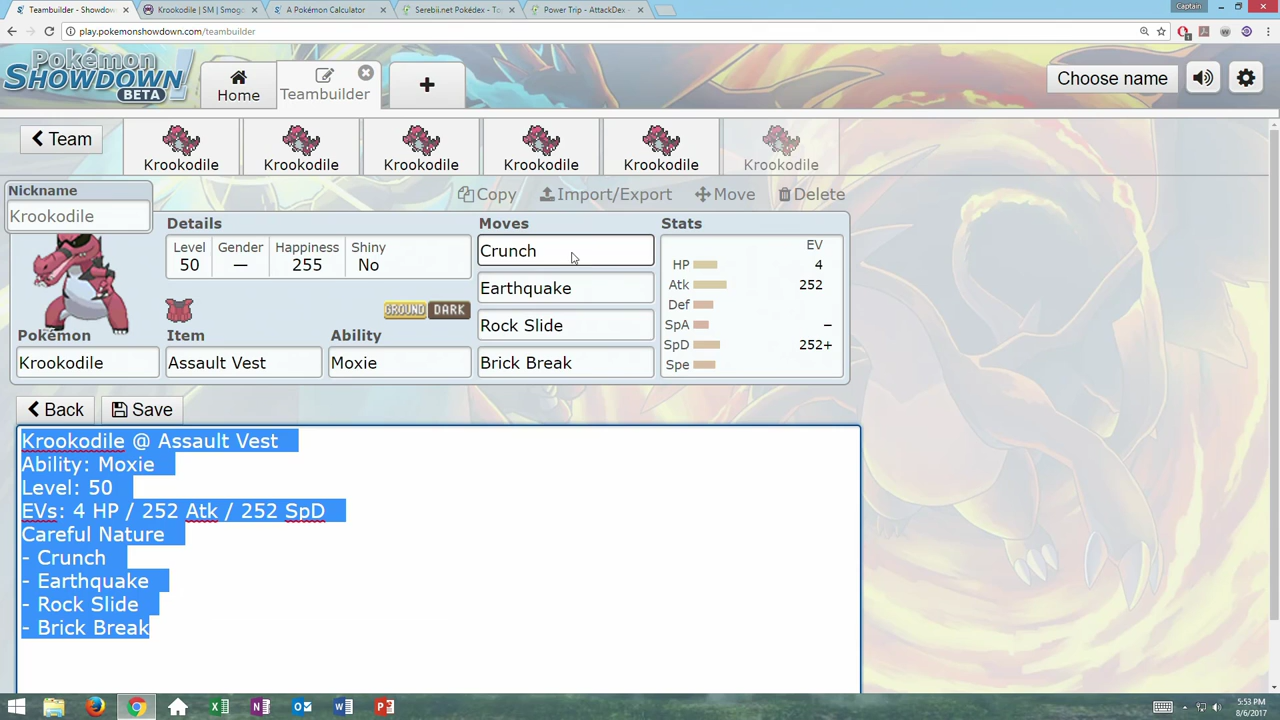 Teambuilder - Showdow
Krookodile | SM | Smog
A Pokémon Calculator
Serebii.net Pokédex - To
Power Trip - AttackDex -
Captain
play.pokemonshowdown.com/teambuilder
Pokémon
SHOWDOWN!
BETA
Home
Teambuilder
Choose name
Team
Krookodile
Krookodile
Krookodile
Krookodile
Krookodile
Krookodile
Nickname
Krookodile
Copy
Import/Export
Move
Delete
Details
Moves
Stats
Level
50
Gender
—
Happiness
255
Shiny
No
Crunch
Earthquake
Rock Slide
Brick Break
EV
HP 4
Atk 252
Def
SpA –
SpD 252+
Spe
GROUND DARK
Pokémon
Krookodile
Item
Assault Vest
Ability
Moxie
Back
Save
Krookodile @ Assault Vest
Ability: Moxie
Level: 50
EVs: 4 HP / 252 Atk / 252 SpD
Careful Nature
- Crunch
- Earthquake
- Rock Slide
- Brick Break
5:53 PM
8/6/2017